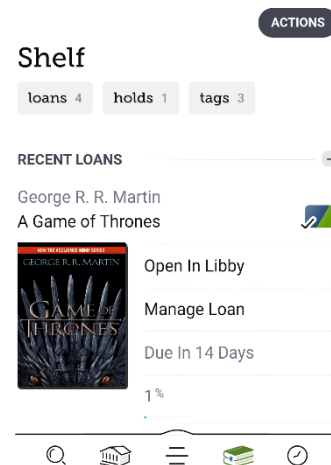 ACTIONS
Shelf
loans 4 holds 1 tags 3
RECENT LOANS
George R. R. Martin
A Game of Thrones
NOW THE ACCLAIMED HBO SERIES
GEORGE R.R. MARTIN
A GAME OF
THRONES
Open In Libby
Manage Loan
Due In 14 Days
1%